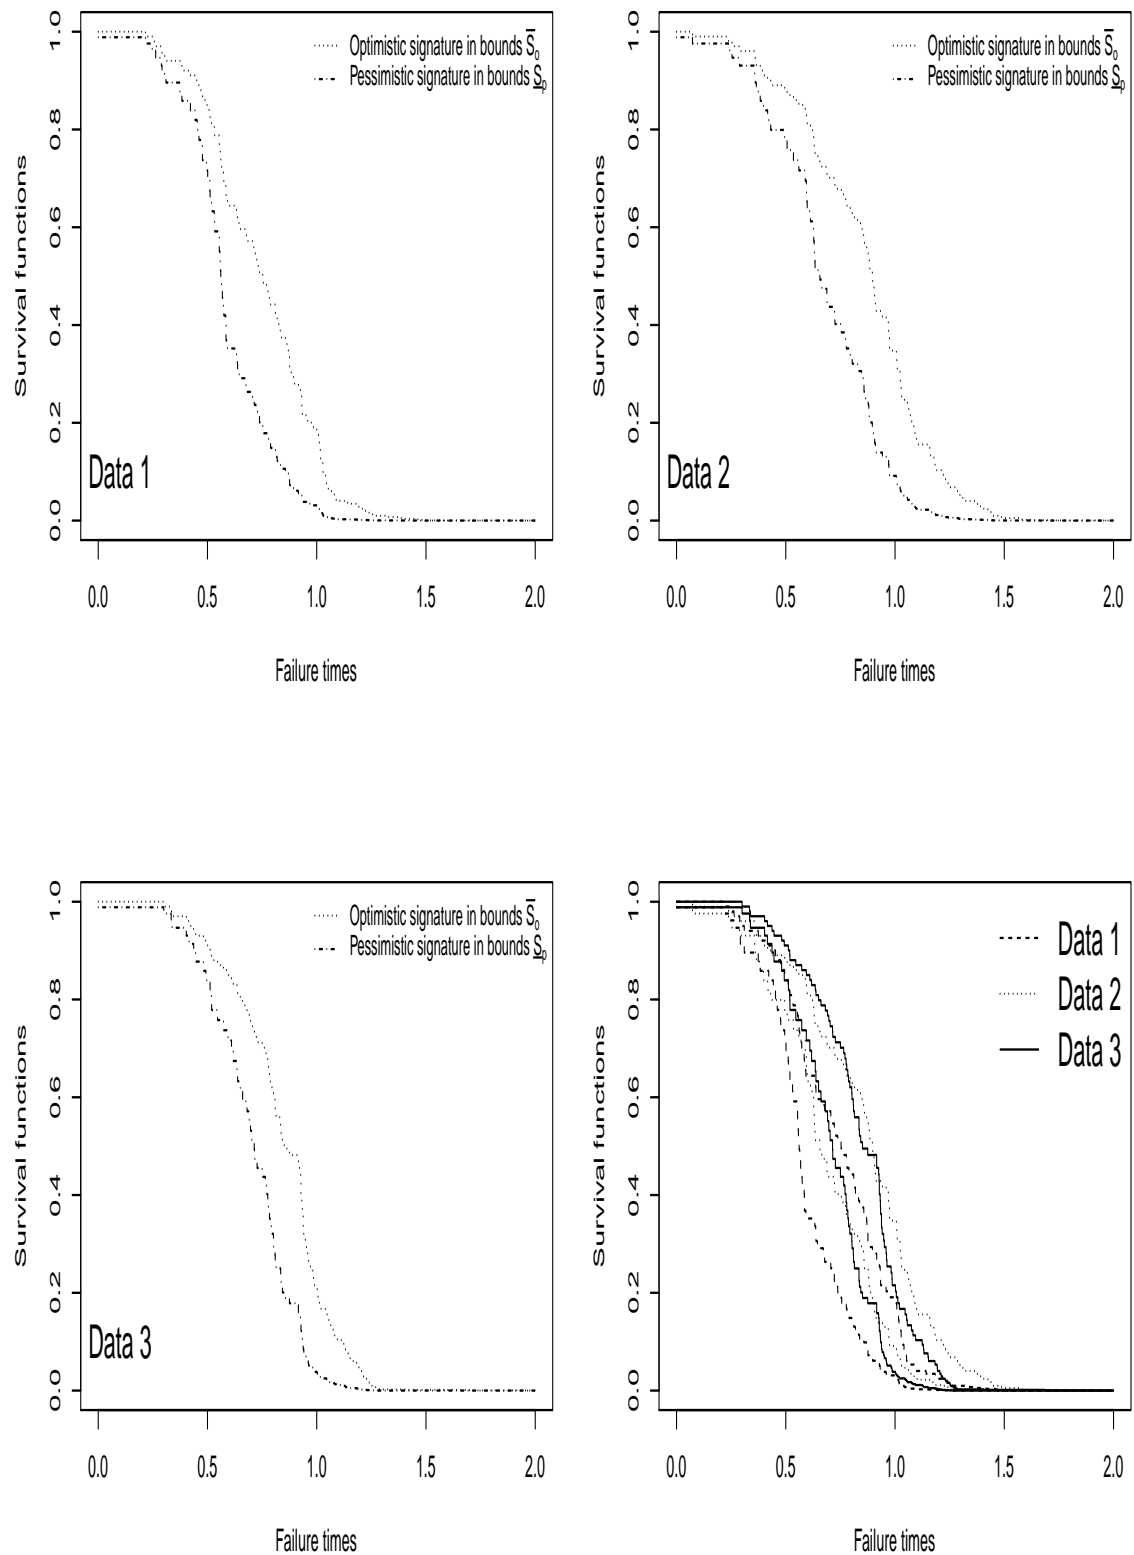 Optimistic signature in bounds S̅ₒ
Pessimistic signature in bounds S̲ₚ
Survival functions
0.0 0.2 0.4 0.6 0.8 1.0
Data 1
0.0 0.5 1.0 1.5 2.0
Failure times
Optimistic signature in bounds S̅ₒ
Pessimistic signature in bounds S̲ₚ
Survival functions
0.0 0.2 0.4 0.6 0.8 1.0
Data 2
0.0 0.5 1.0 1.5 2.0
Failure times
Optimistic signature in bounds S̅ₒ
Pessimistic signature in bounds S̲ₚ
Survival functions
0.0 0.2 0.4 0.6 0.8 1.0
Data 3
0.0 0.5 1.0 1.5 2.0
Failure times
Data 1
Data 2
Data 3
Survival functions
0.0 0.2 0.4 0.6 0.8 1.0
0.0 0.5 1.0 1.5 2.0
Failure times